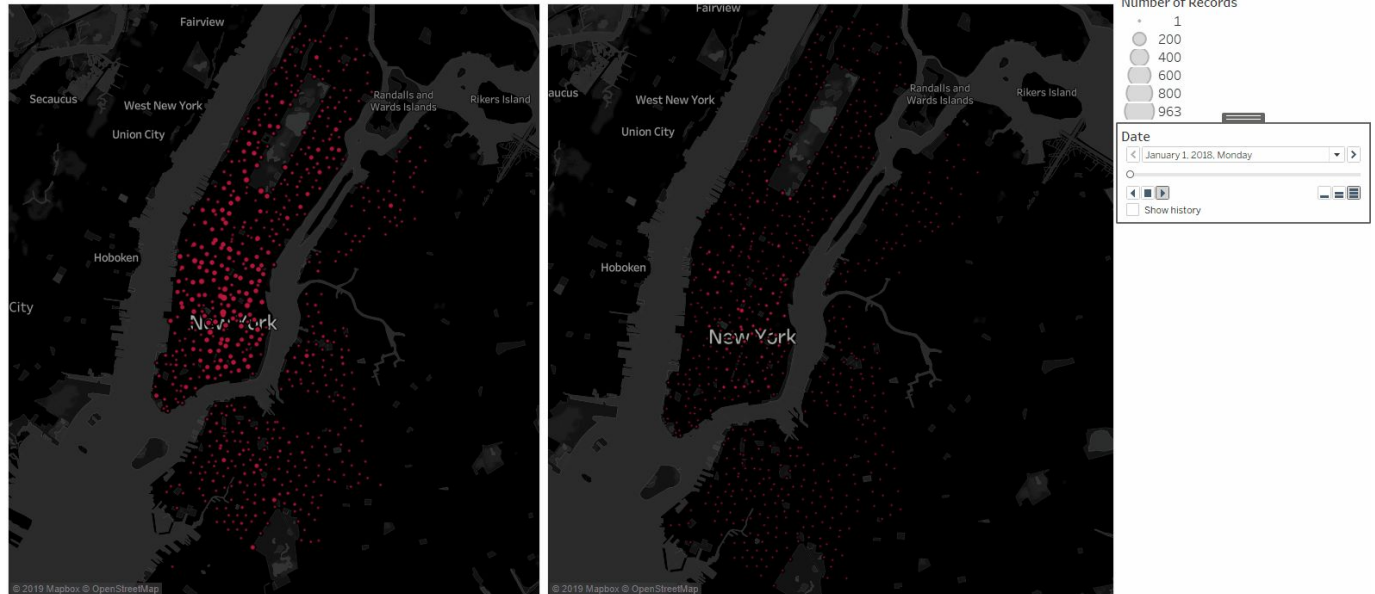 Fairview
Secaucus
West New York
Union City
Randalls and
Wards Islands
Rikers Island
Hoboken
City
New York
© 2019 Mapbox © OpenStreetMap
Fairview
aucus
West New York
Union City
Randalls and
Wards Islands
Rikers Island
Hoboken
New York
© 2019 Mapbox © OpenStreetMap
Number of Records
1
200
400
600
800
963
Date
January 1, 2018, Monday
Show history